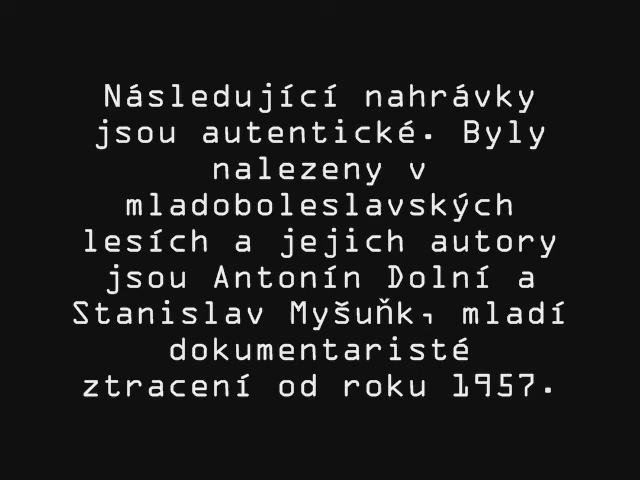 Následující nahrávky
jsou autentické. Byly
nalezeny v
mladoboleslavských
lesích a jejich autory
jsou Antonín Dolní a
Stanislav Myšuňk, mladí
dokumentaristé
ztracení od roku 1957.